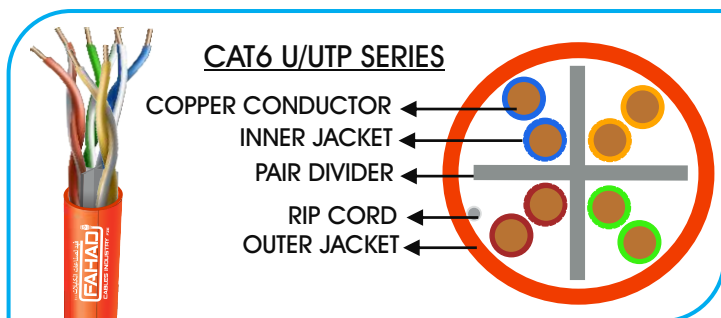 CAT6 U/UTP SERIES
COPPER CONDUCTOR
INNER JACKET
PAIR DIVIDER
RIP CORD
OUTER JACKET
FAHAD
CABLES INDUSTRY